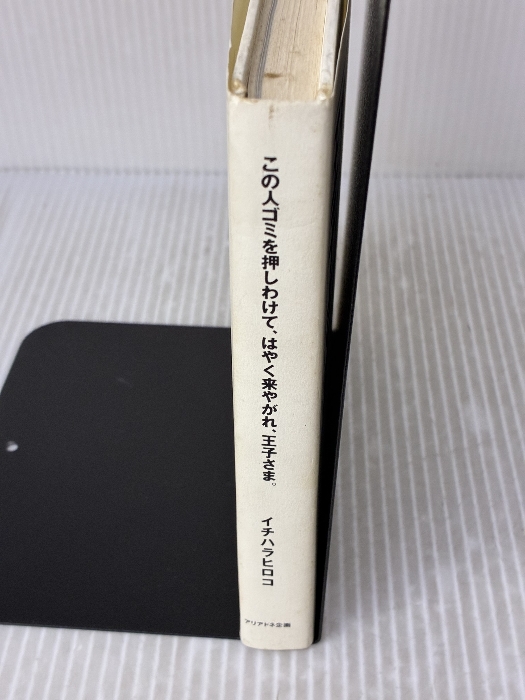 この人ゴミを押しわけて、はやく来やがれ、王子さま。
イチハラヒロコ
アリアドネ企画